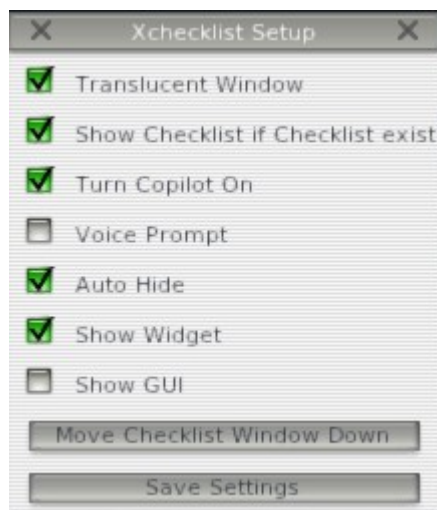 Xchecklist Setup
Translucent Window
Show Checklist if Checklist exist
Turn Copilot On
Voice Prompt
Auto Hide
Show Widget
Show GUI
Move Checklist Window Down
Save Settings